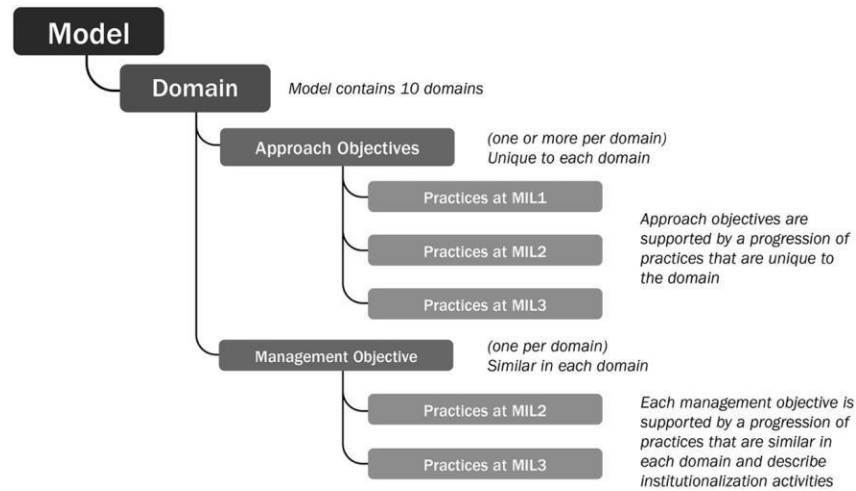 Model
Domain
Model contains 10 domains
Approach Objectives
(one or more per domain)
Unique to each domain
Practices at MIL1
Practices at MIL2
Practices at MIL3
Approach objectives are
supported by a progression of
practices that are unique to
the domain
Management Objective
(one per domain)
Similar in each domain
Practices at MIL2
Practices at MIL3
Each management objective is
supported by a progression of
practices that are similar in
each domain and describe
institutionalization activities